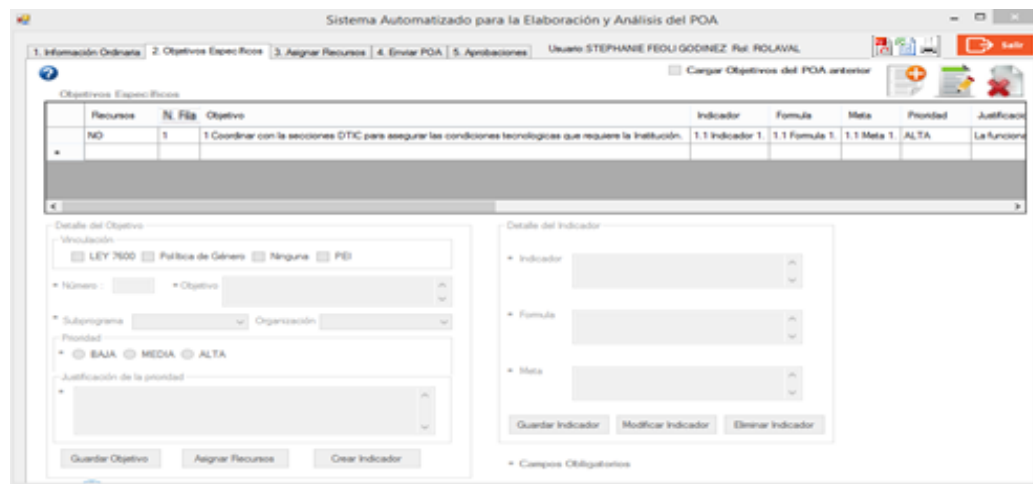 Sistema Automatizado para la Elaboración y Análisis del POA
1. Información Ordinaria 2. Objetivos Específicos 3. Asignar Recursos 4. Enviar POA 5. Aprobaciones Usuario: STEPHANIE FEOLI GODINEZ Rol: ROLAVAL Salir
Cargar Objetivos del POA anterior
Objetivos Específicos
Recursos N. Fila Objetivo Indicador Formula Meta Prioridad Justificació
NO 1 1 Coordinar con la secciones DTIC para asegurar las condiciones tecnologicas que requiere la Institución. 1.1 Indicador 1. 1.1 Formula 1. 1.1 Meta 1. ALTA La funciona
Detalle del Objetivo
Vinculación
LEY 7600 Política de Género Ninguna PEI
* Número : * Objetivo
* Subprograma Organización
Prioridad
* BAJA MEDIA ALTA
Justificación de la prioridad
*
Guardar Objetivo Asignar Recursos Crear Indicador
Detalle del Indicador
* Indicador
* Formula
* Meta
Guardar Indicador Modificar Indicador Eliminar Indicador
* Campos Obligatorios